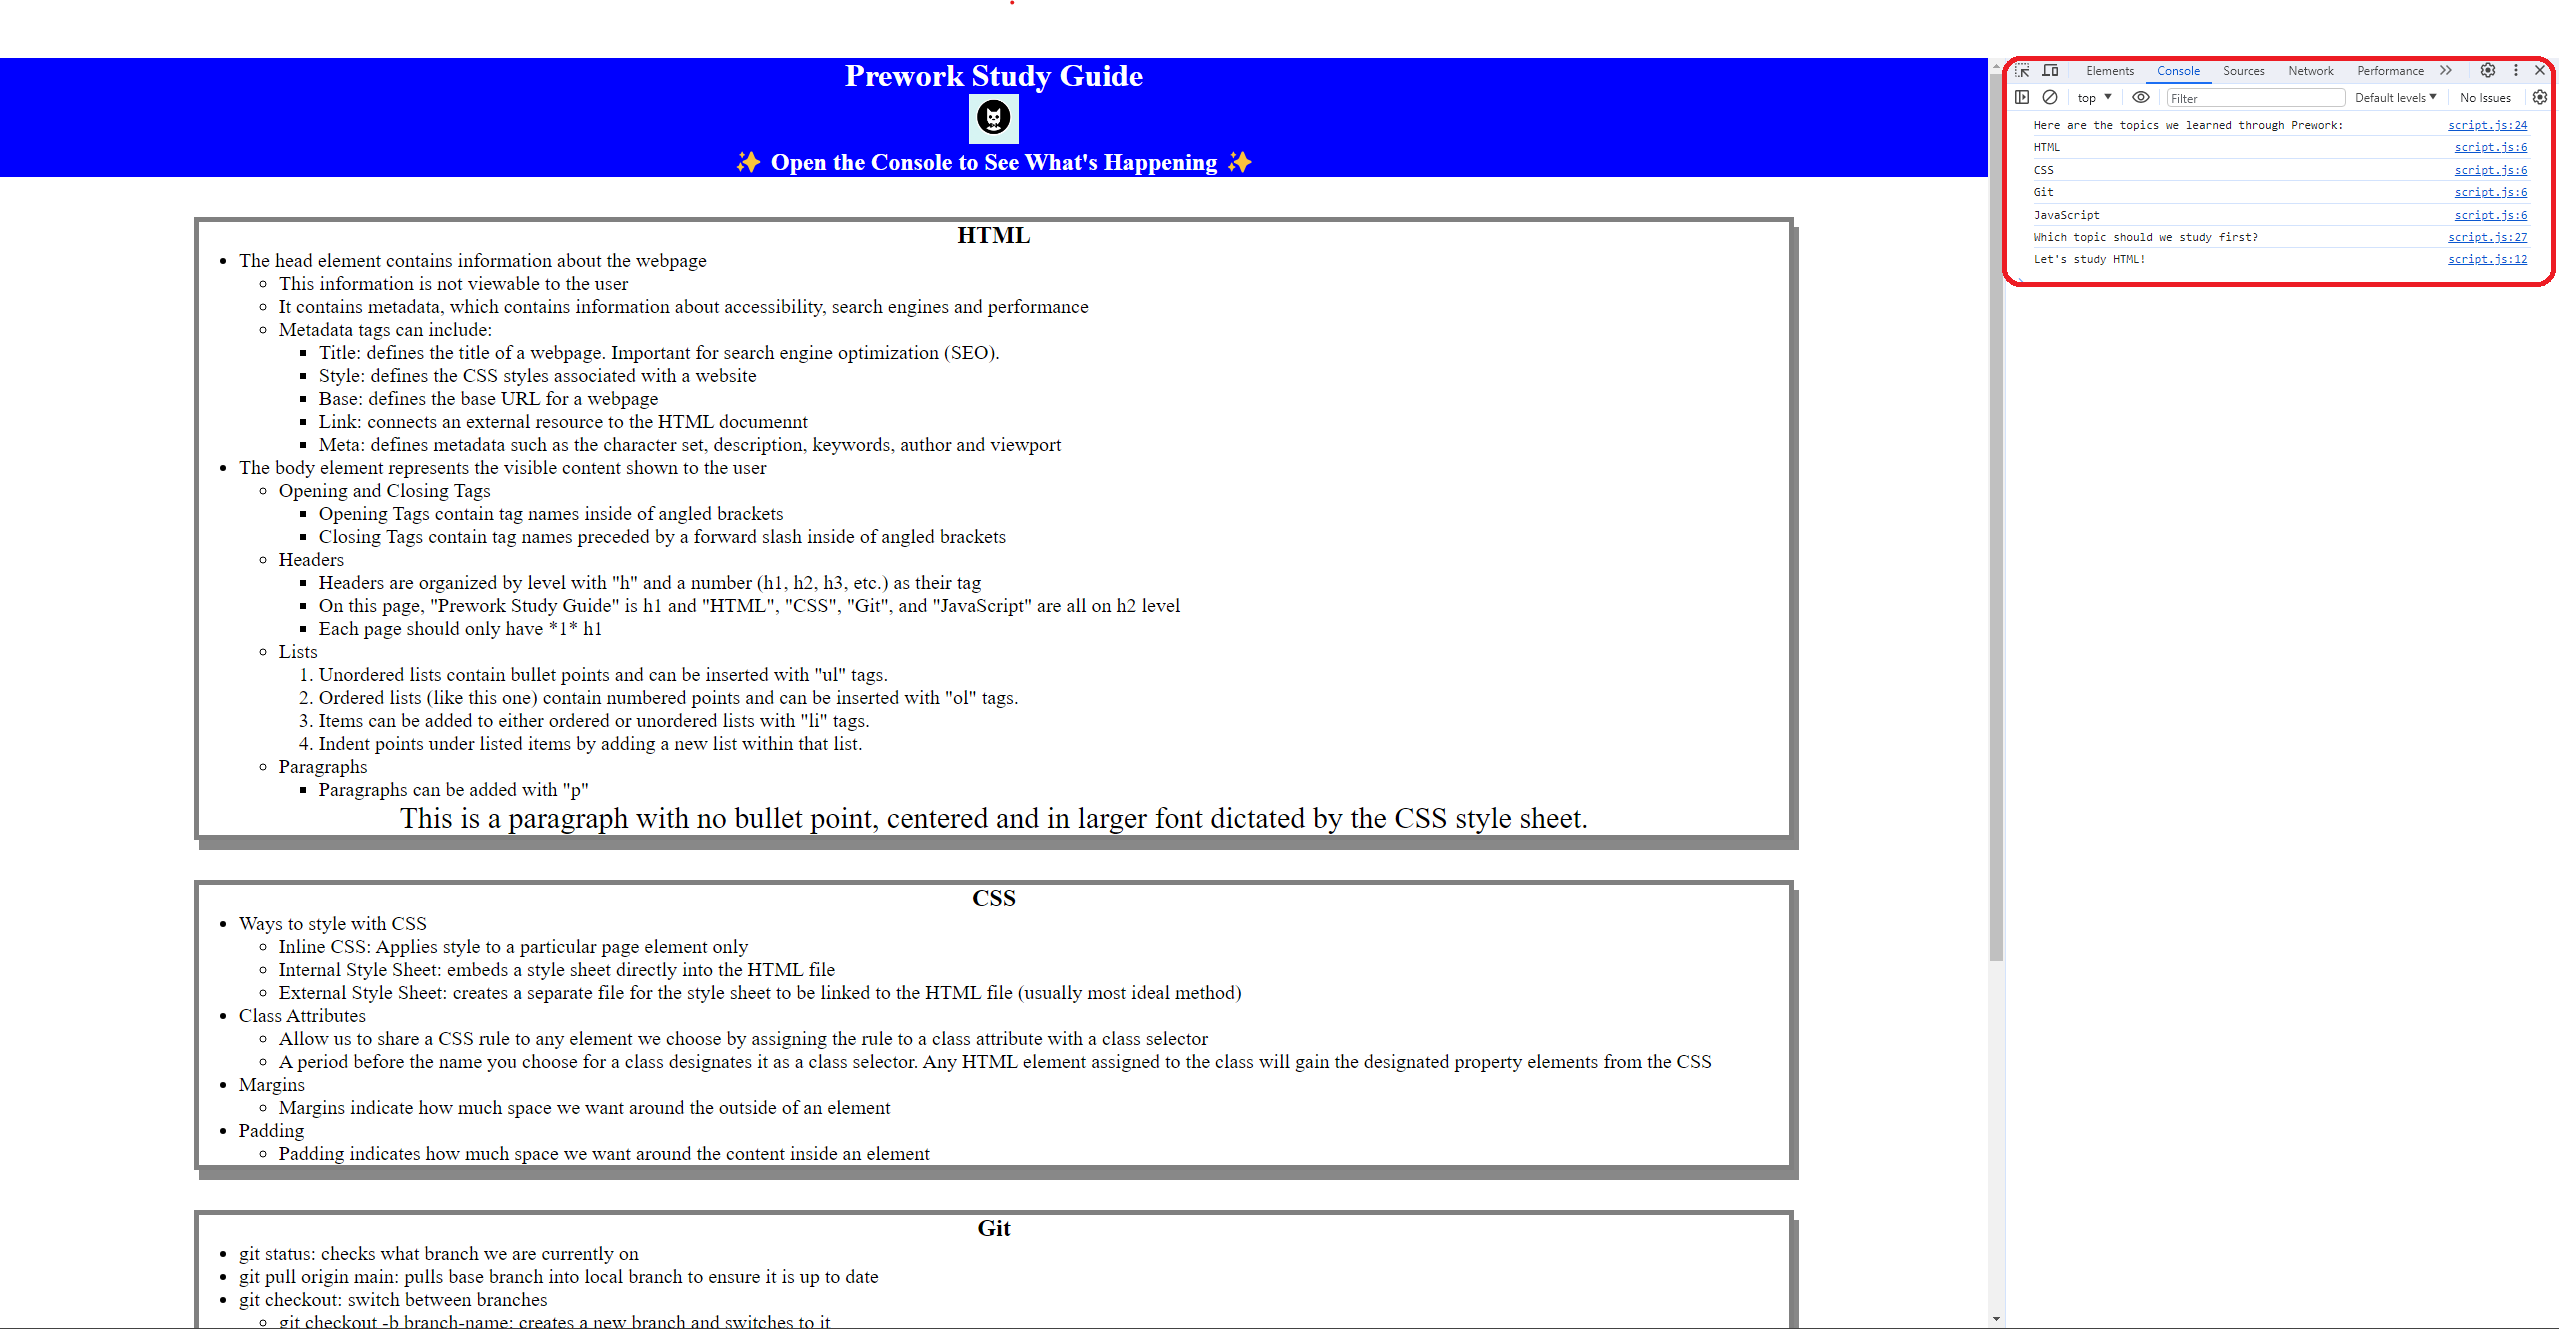 Prework Study Guide
✨ Open the Console to See What's Happening ✨
HTML
The head element contains information about the webpage
This information is not viewable to the user
It contains metadata, which contains information about accessibility, search engines and performance
Metadata tags can include:
Title: defines the title of a webpage. Important for search engine optimization (SEO).
Style: defines the CSS styles associated with a website
Base: defines the base URL for a webpage
Link: connects an external resource to the HTML documennt
Meta: defines metadata such as the character set, description, keywords, author and viewport
The body element represents the visible content shown to the user
Opening and Closing Tags
Opening Tags contain tag names inside of angled brackets
Closing Tags contain tag names preceded by a forward slash inside of angled brackets
Headers
Headers are organized by level with "h" and a number (h1, h2, h3, etc.) as their tag
On this page, "Prework Study Guide" is h1 and "HTML", "CSS", "Git", and "JavaScript" are all on h2 level
Each page should only have *1* h1
Lists
1. Unordered lists contain bullet points and can be inserted with "ul" tags.
2. Ordered lists (like this one) contain numbered points and can be inserted with "ol" tags.
3. Items can be added to either ordered or unordered lists with "li" tags.
4. Indent points under listed items by adding a new list within that list.
Paragraphs
Paragraphs can be added with "p"
This is a paragraph with no bullet point, centered and in larger font dictated by the CSS style sheet.
CSS
Ways to style with CSS
Inline CSS: Applies style to a particular page element only
Internal Style Sheet: embeds a style sheet directly into the HTML file
External Style Sheet: creates a separate file for the style sheet to be linked to the HTML file (usually most ideal method)
Class Attributes
Allow us to share a CSS rule to any element we choose by assigning the rule to a class attribute with a class selector
A period before the name you choose for a class designates it as a class selector. Any HTML element assigned to the class will gain the designated property elements from the CSS
Margins
Margins indicate how much space we want around the outside of an element
Padding
Padding indicates how much space we want around the content inside an element
Git
git status: checks what branch we are currently on
git pull origin main: pulls base branch into local branch to ensure it is up to date
git checkout: switch between branches
git checkout -b branch-name: creates a new branch and switches to it
Elements Console Sources Network Performance
top Filter Default levels No Issues
Here are the topics we learned through Prework: script.js:24
HTML script.js:6
CSS script.js:6
Git script.js:6
JavaScript script.js:6
Which topic should we study first? script.js:27
Let's study HTML! script.js:12